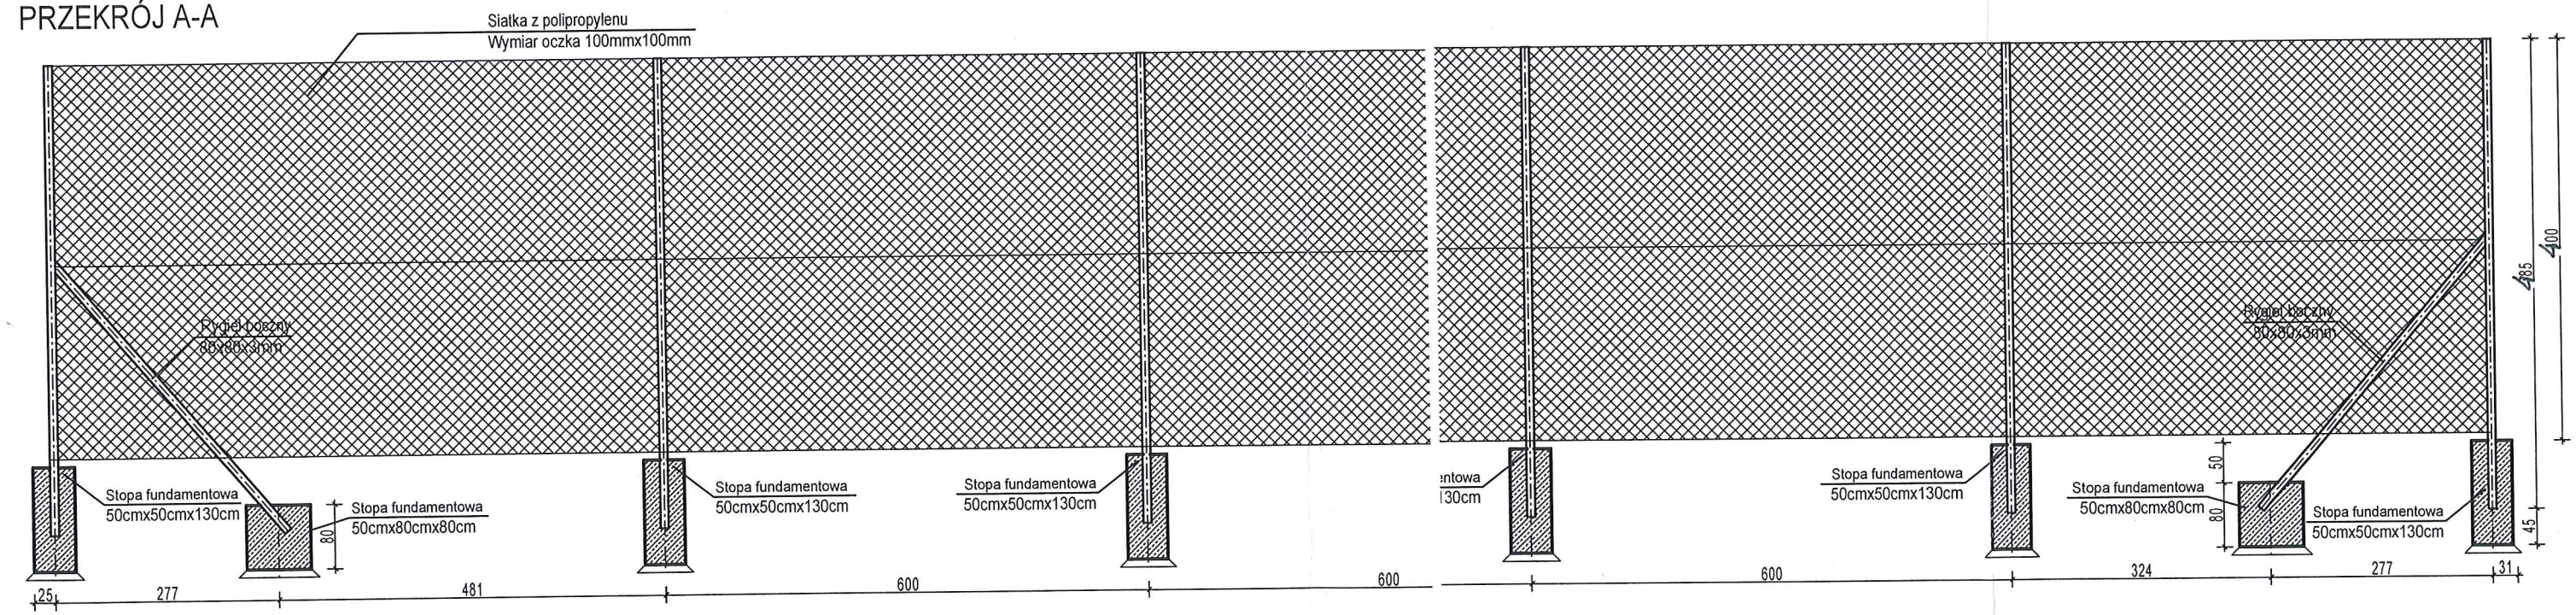 PRZEKRÓJ A-A
Siatka z polipropylenu
Wymiar oczka 100mmx100mm
Rygiel boczny
80x80x3mm
Rygiel boczny
80x80x3mm
400
485
Stopa fundamentowa
50cmx50cmx130cm
Stopa fundamentowa
50cmx80cmx80cm
80
Stopa fundamentowa
50cmx50cmx130cm
Stopa fundamentowa
50cmx50cmx130cm
entowa
130cm
Stopa fundamentowa
50cmx50cmx130cm
Stopa fundamentowa
50cmx80cmx80cm
50
80
Stopa fundamentowa
50cmx50cmx130cm
45
25
277
481
600
600
600
324
277
31